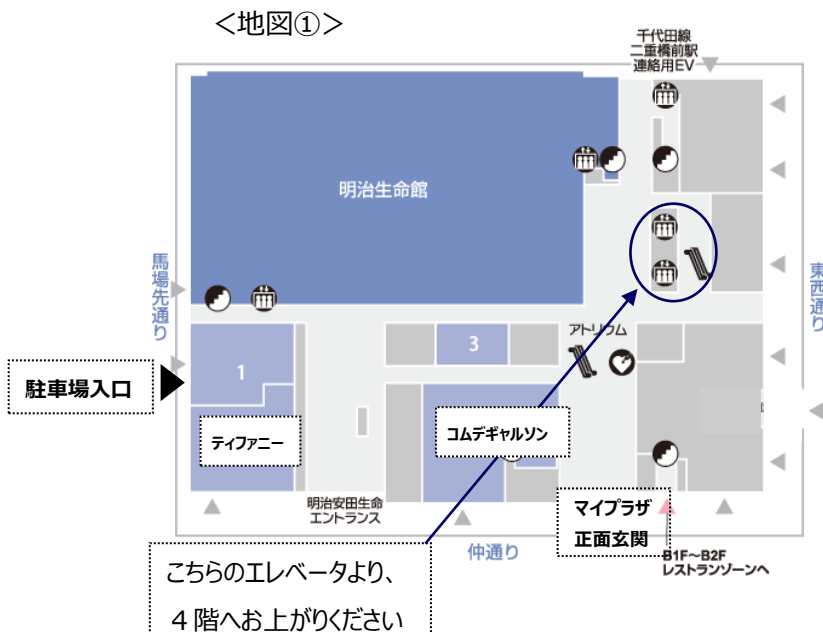 ＜地図①＞
千代田線
二重橋前駅
連絡用EV
明治生命館
馬場先通り
東西通り
アトリウム
3
1
駐車場入口
ティファニー
コムデギャルソン
明治安田生命
エントランス
マイプラザ
正面玄関
仲通り
B1F～B2F
レストランゾーンへ
こちらのエレベータより、
４階へお上がりください